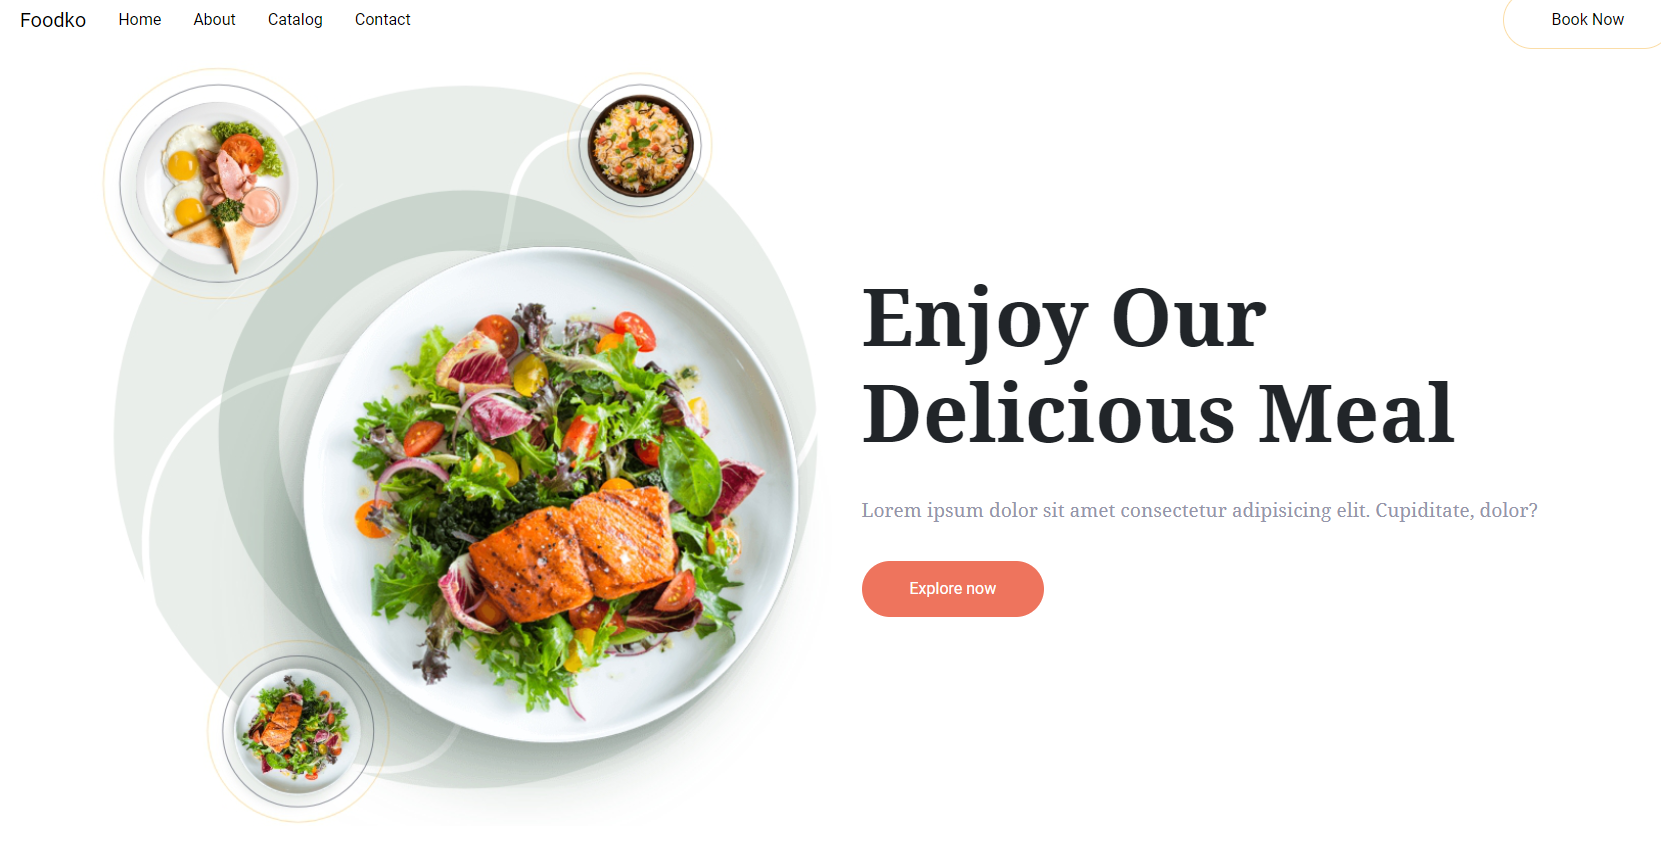 Foodko Home About Catalog Contact Book Now
Enjoy Our
Delicious Meal
Lorem ipsum dolor sit amet consectetur adipisicing elit. Cupiditate, dolor?
Explore now